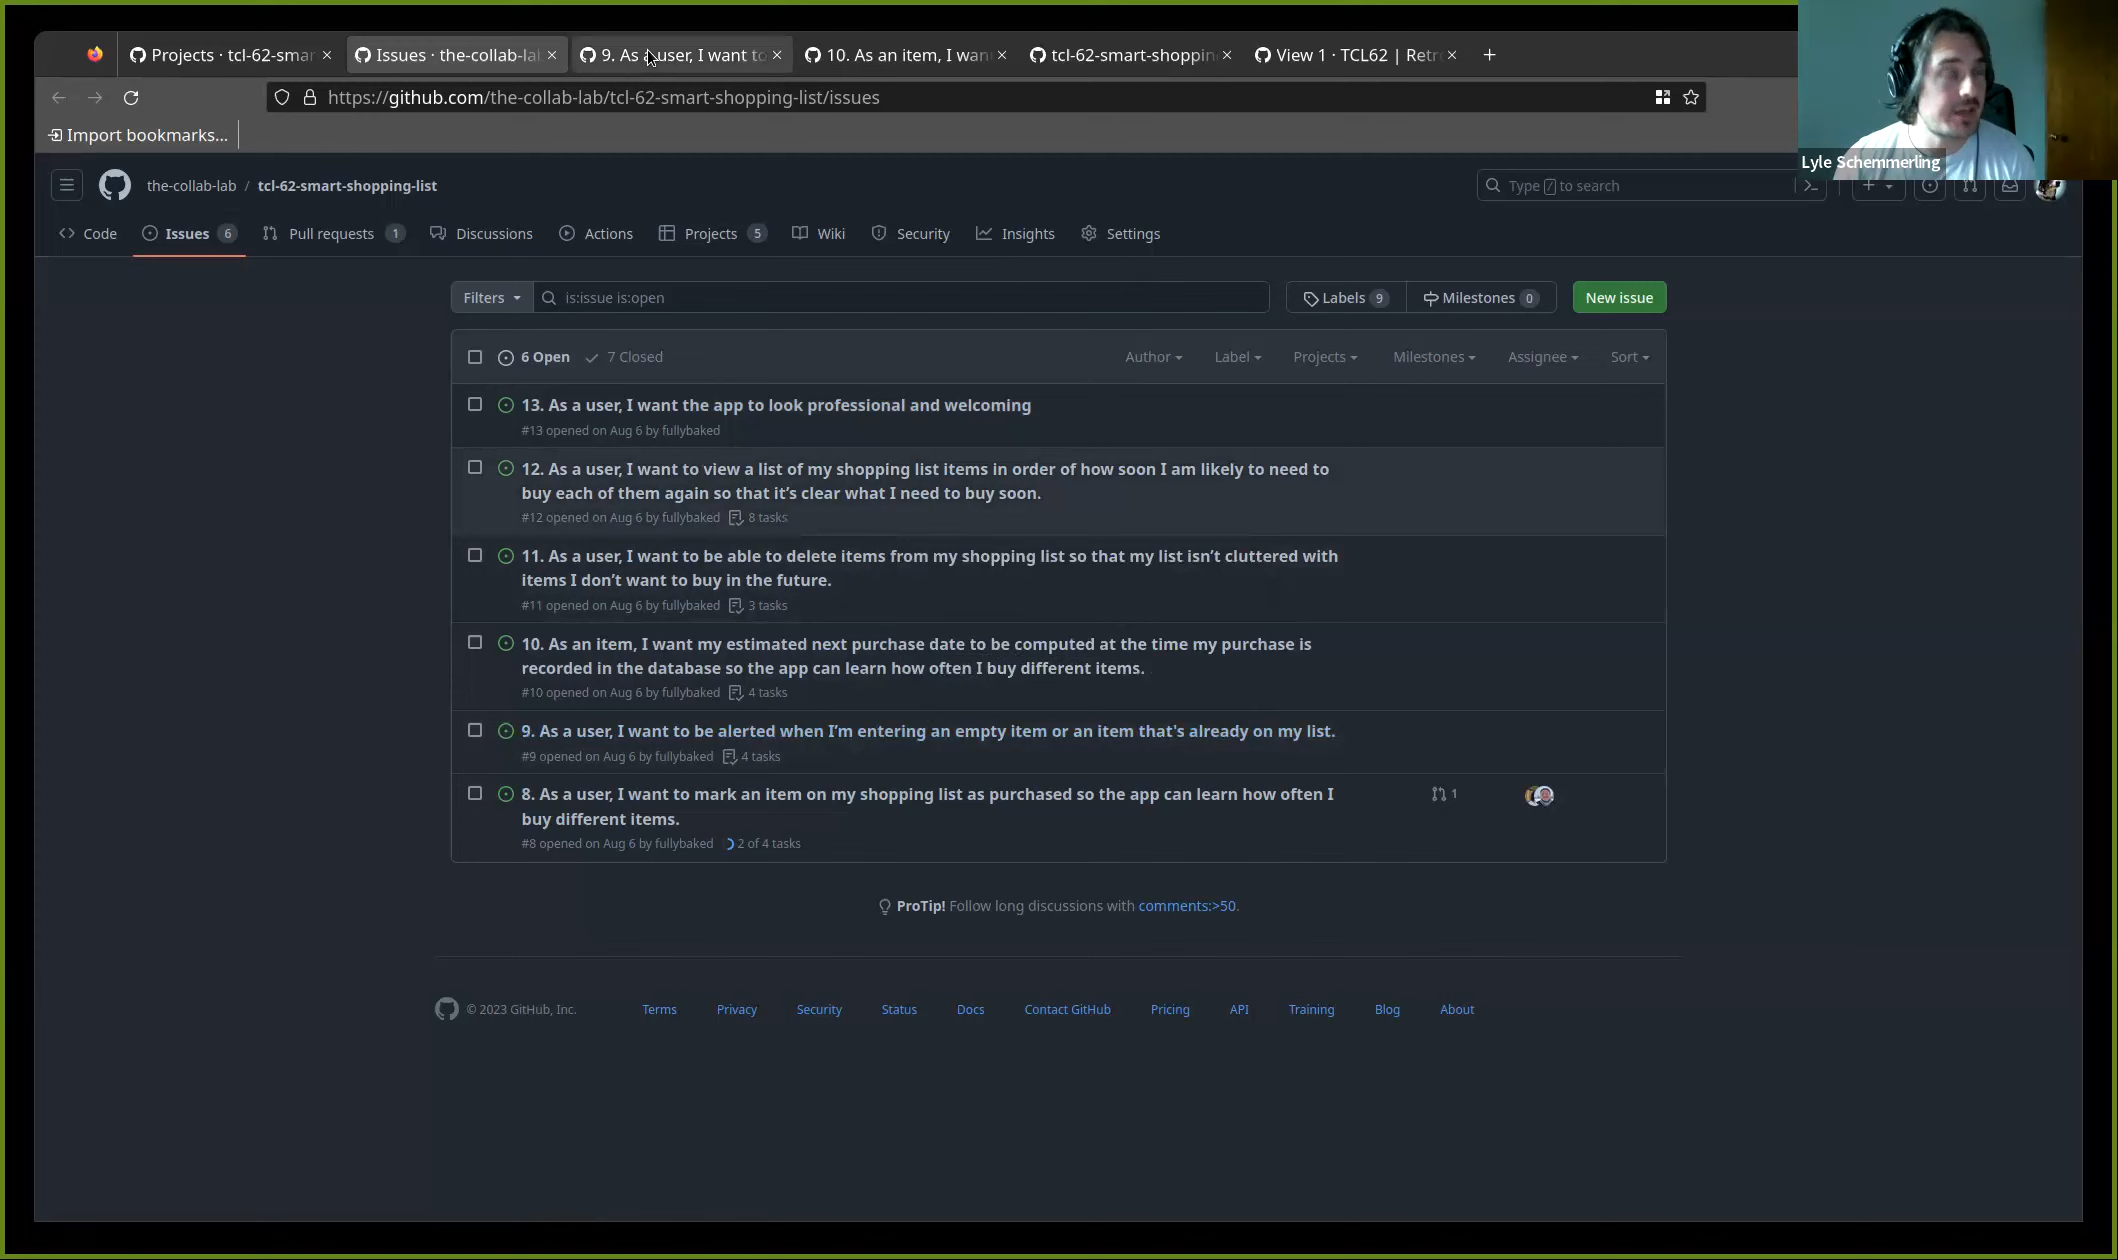 Projects · tcl-62-smar
Issues · the-collab-la
9. As a user, I want to
10. As an item, I wan
tcl-62-smart-shoppin
View 1 · TCL62 | Retr
https://github.com/the-collab-lab/tcl-62-smart-shopping-list/issues
Import bookmarks...
Lyle Schemmerling
the-collab-lab / tcl-62-smart-shopping-list
Type / to search
Code
Issues 6
Pull requests 1
Discussions
Actions
Projects 5
Wiki
Security
Insights
Settings
Filters
is:issue is:open
Labels 9
Milestones 0
New issue
6 Open
7 Closed
Author
Label
Projects
Milestones
Assignee
Sort
13. As a user, I want the app to look professional and welcoming
#13 opened on Aug 6 by fullybaked
12. As a user, I want to view a list of my shopping list items in order of how soon I am likely to need to
buy each of them again so that it’s clear what I need to buy soon.
#12 opened on Aug 6 by fullybaked 8 tasks
11. As a user, I want to be able to delete items from my shopping list so that my list isn’t cluttered with
items I don’t want to buy in the future.
#11 opened on Aug 6 by fullybaked 3 tasks
10. As an item, I want my estimated next purchase date to be computed at the time my purchase is
recorded in the database so the app can learn how often I buy different items.
#10 opened on Aug 6 by fullybaked 4 tasks
9. As a user, I want to be alerted when I’m entering an empty item or an item that's already on my list.
#9 opened on Aug 6 by fullybaked 4 tasks
8. As a user, I want to mark an item on my shopping list as purchased so the app can learn how often I
buy different items.
1
#8 opened on Aug 6 by fullybaked 2 of 4 tasks
ProTip! Follow long discussions with comments:>50.
© 2023 GitHub, Inc.
Terms
Privacy
Security
Status
Docs
Contact GitHub
Pricing
API
Training
Blog
About